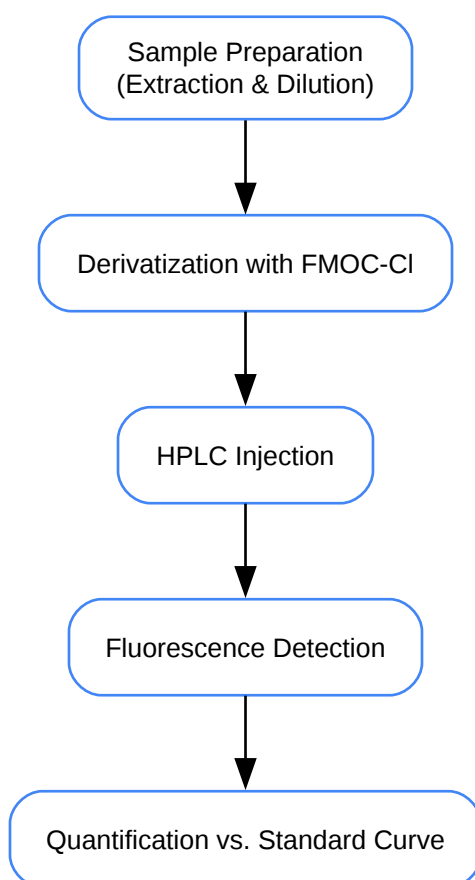 Sample Preparation
(Extraction & Dilution)
Derivatization with FMOC-Cl
HPLC Injection
Fluorescence Detection
Quantification vs. Standard Curve